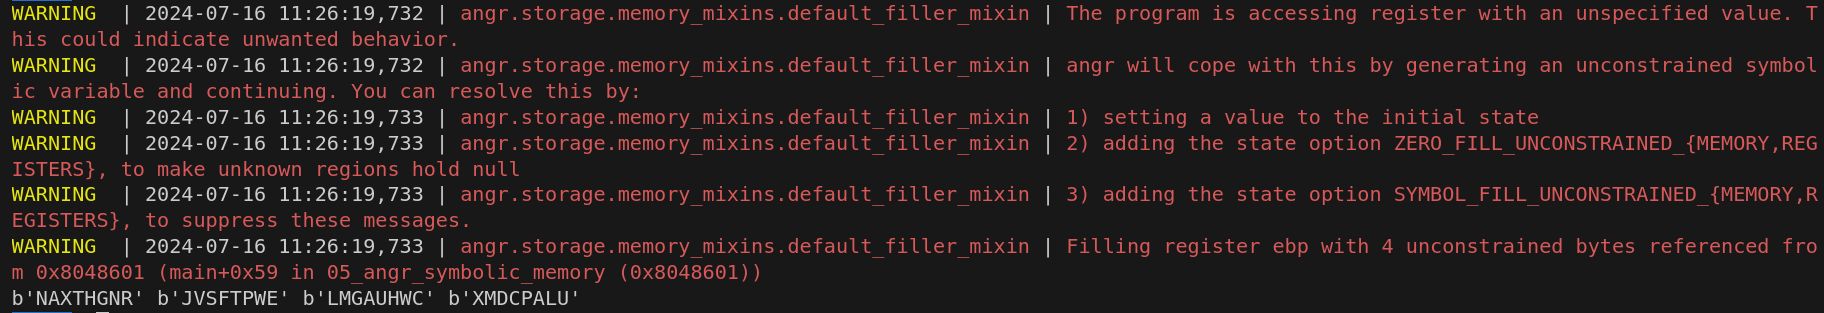 WARNING  | 2024-07-16 11:26:19,732 | angr.storage.memory_mixins.default_filler_mixin | The program is accessing register with an unspecified value. T
his could indicate unwanted behavior.
WARNING  | 2024-07-16 11:26:19,732 | angr.storage.memory_mixins.default_filler_mixin | angr will cope with this by generating an unconstrained symbol
ic variable and continuing. You can resolve this by:
WARNING  | 2024-07-16 11:26:19,733 | angr.storage.memory_mixins.default_filler_mixin | 1) setting a value to the initial state
WARNING  | 2024-07-16 11:26:19,733 | angr.storage.memory_mixins.default_filler_mixin | 2) adding the state option ZERO_FILL_UNCONSTRAINED_{MEMORY,REG
ISTERS}, to make unknown regions hold null
WARNING  | 2024-07-16 11:26:19,733 | angr.storage.memory_mixins.default_filler_mixin | 3) adding the state option SYMBOL_FILL_UNCONSTRAINED_{MEMORY,R
EGISTERS}, to suppress these messages.
WARNING  | 2024-07-16 11:26:19,733 | angr.storage.memory_mixins.default_filler_mixin | Filling register ebp with 4 unconstrained bytes referenced fro
m 0x8048601 (main+0x59 in 05_angr_symbolic_memory (0x8048601))
b'NAXTHGNR' b'JVSFTPWE' b'LMGAUHWC' b'XMDCPALU'